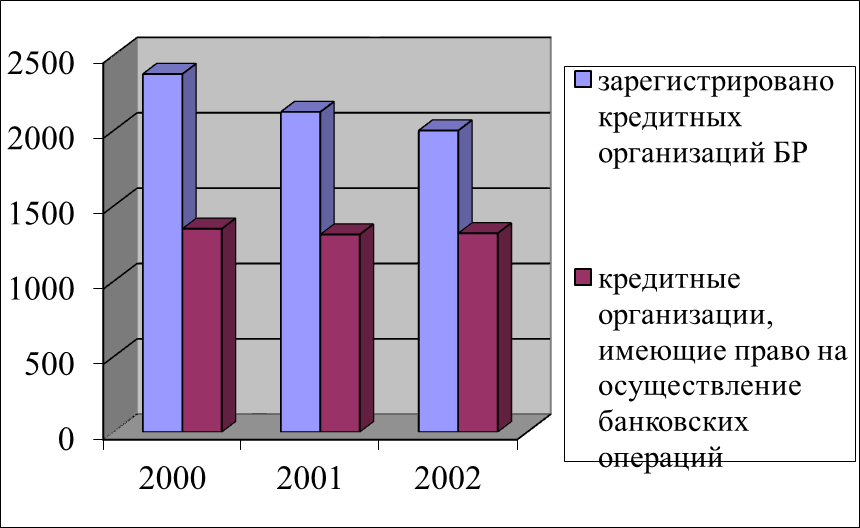 2500
2000
1500
1000
500
0
2000
2001
2002
зарегистрировано
кредитных
организаций БР
кредитные
организации,
имеющие право на
осуществление
банковских
операций